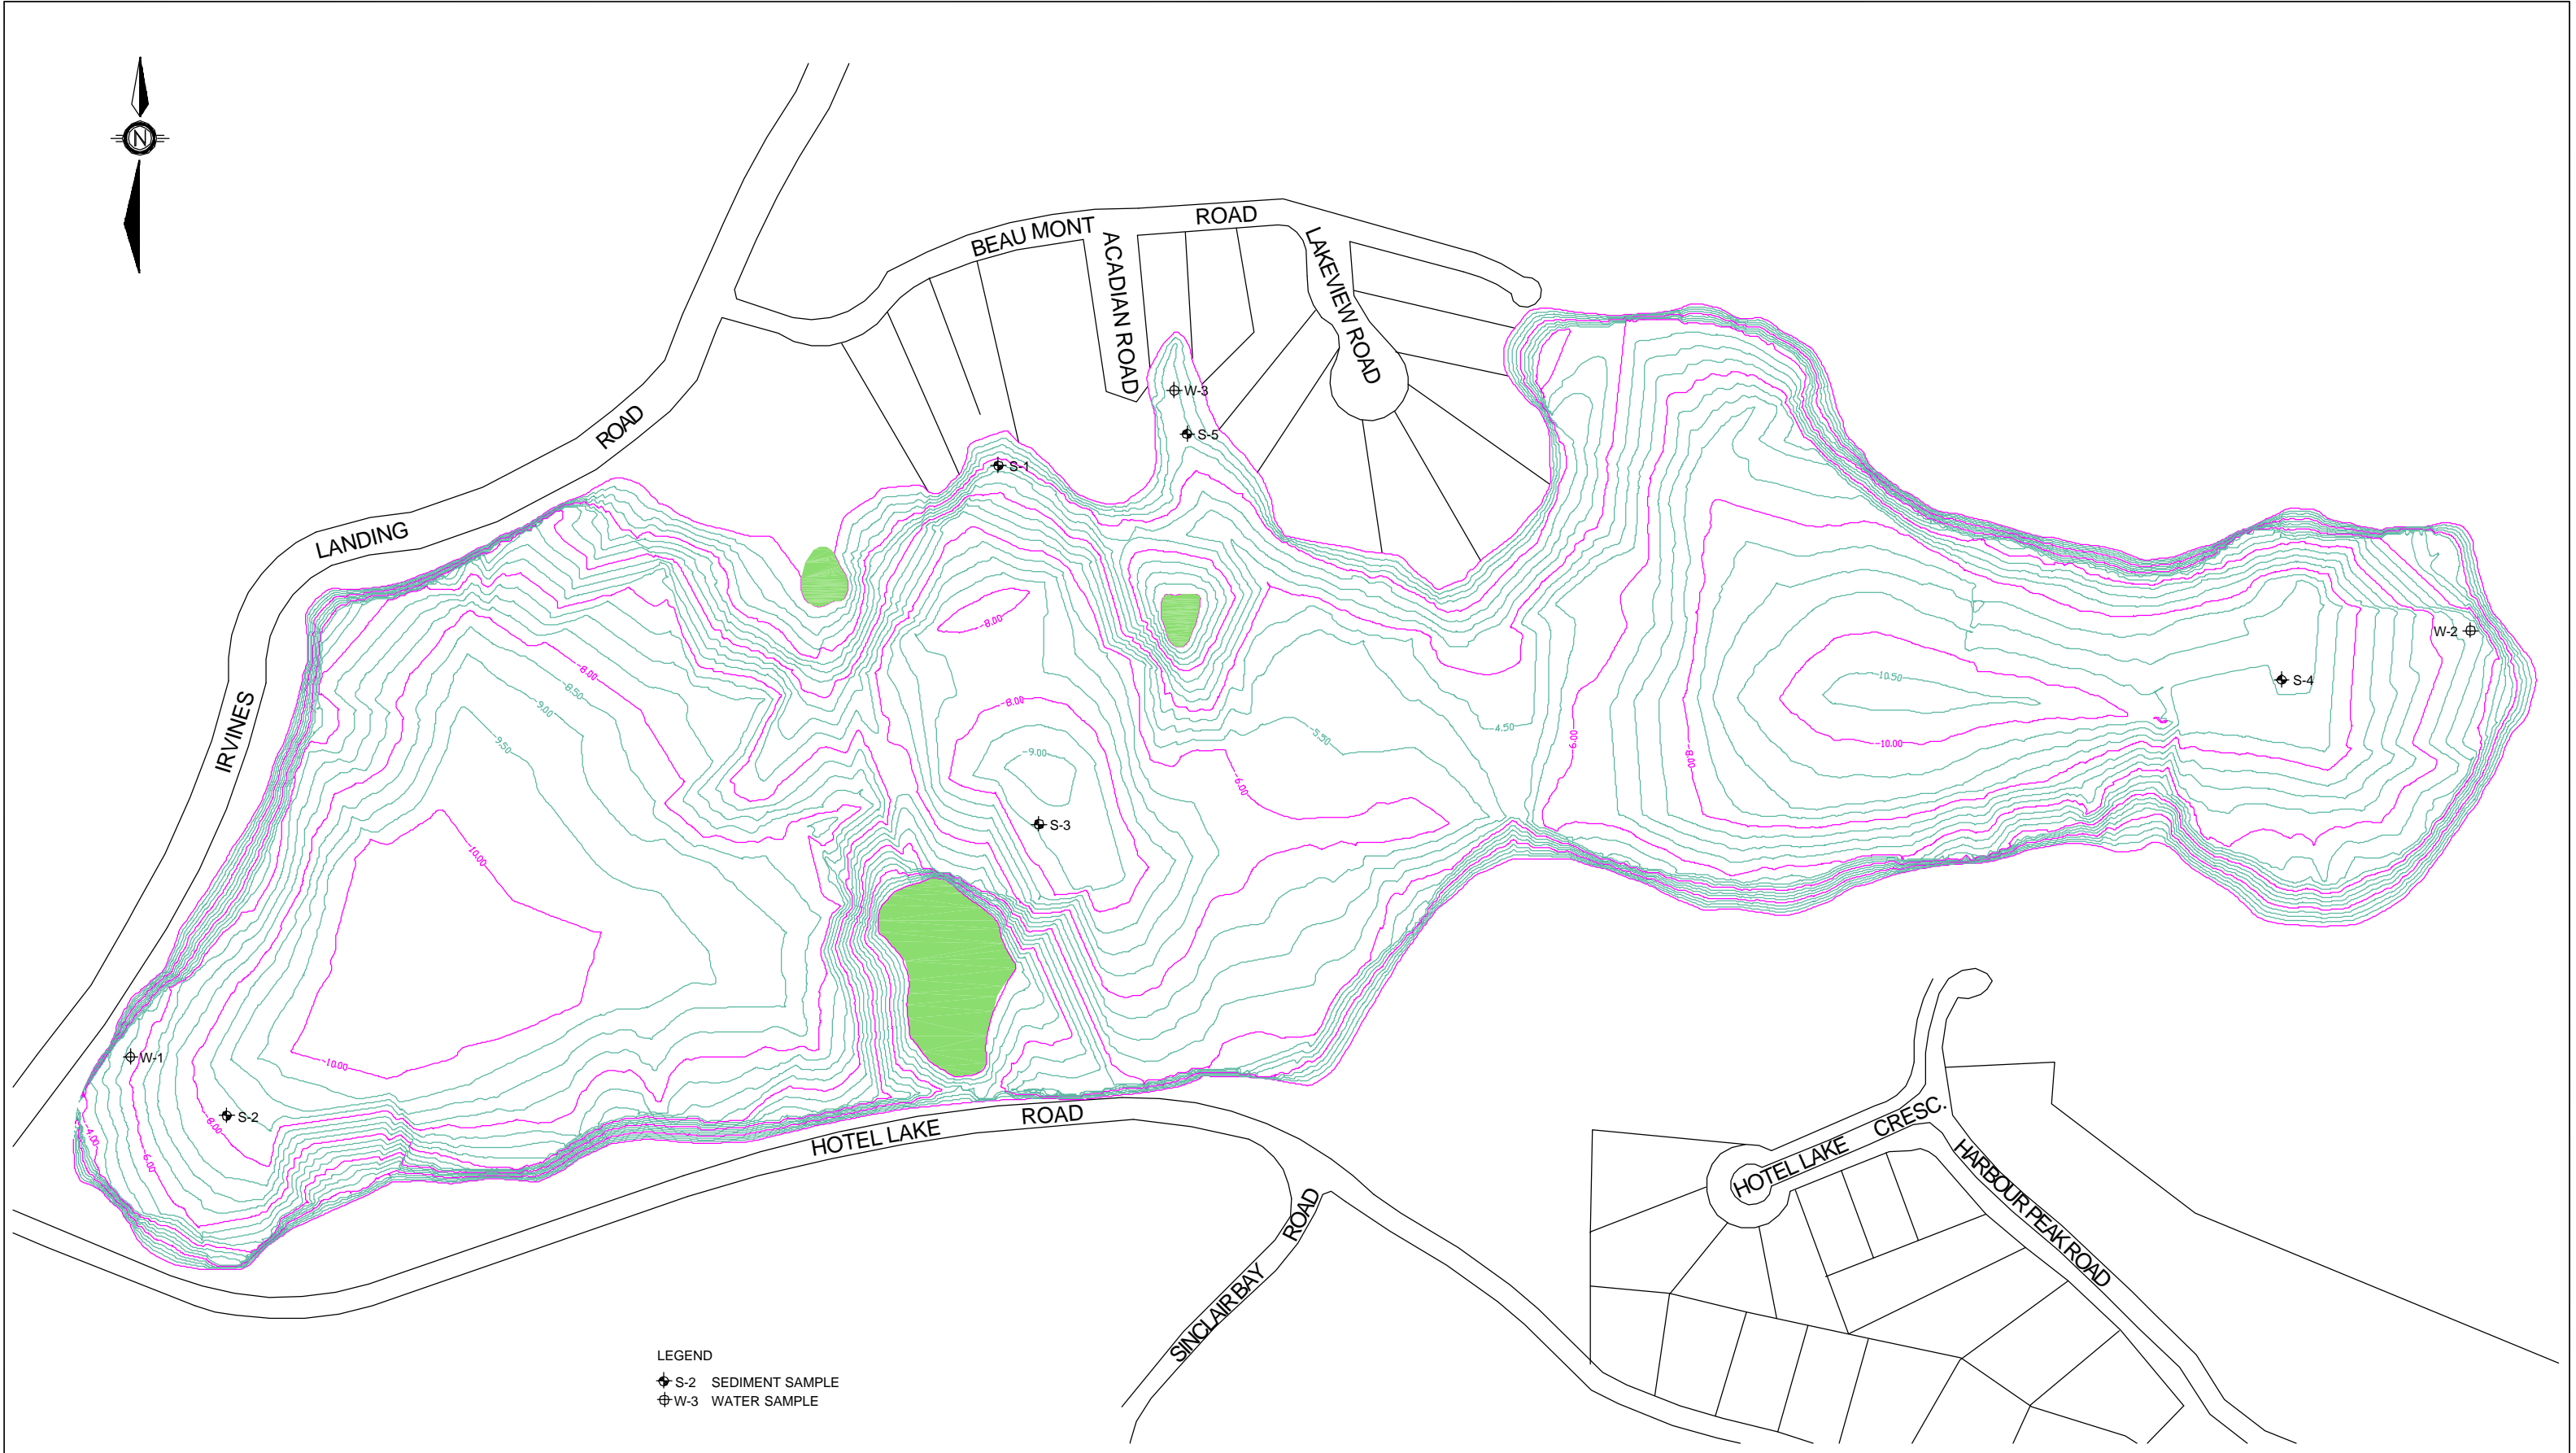 N
BEAU MONT
ROAD
ACADIAN ROAD
LAKEVIEW ROAD
W-3
S-5
S-1
ROAD
LANDING
IRVINES
-8.00
-8.50
-9.00
-9.50
-8.00
-8.00
-9.00
-10.00
-10.00
S-3
-6.00
-5.50
-4.50
-6.00
-8.00
-10.50
-10.00
W-2
S-4
W-1
S-2
-8.00
-4.00
-6.00
HOTEL LAKE
ROAD
SINCLAIR BAY
ROAD
HOTEL LAKE
CRESC.
HARBOUR PEAK ROAD
LEGEND
S-2 SEDIMENT SAMPLE
W-3 WATER SAMPLE